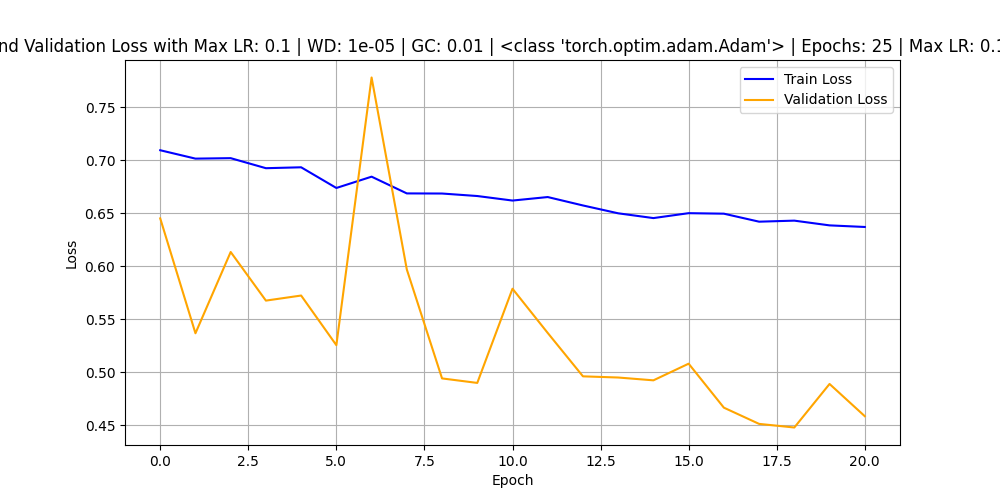 nd Validation Loss with Max LR: 0.1 | WD: 1e-05 | GC: 0.01 | <class 'torch.optim.adam.Adam'> | Epochs: 25 | Max LR: 0.1
Train Loss
Validation Loss
0.75
0.70
0.65
0.60
0.55
0.50
0.45
Loss
0.0 2.5 5.0 7.5 10.0 12.5 15.0 17.5 20.0
Epoch